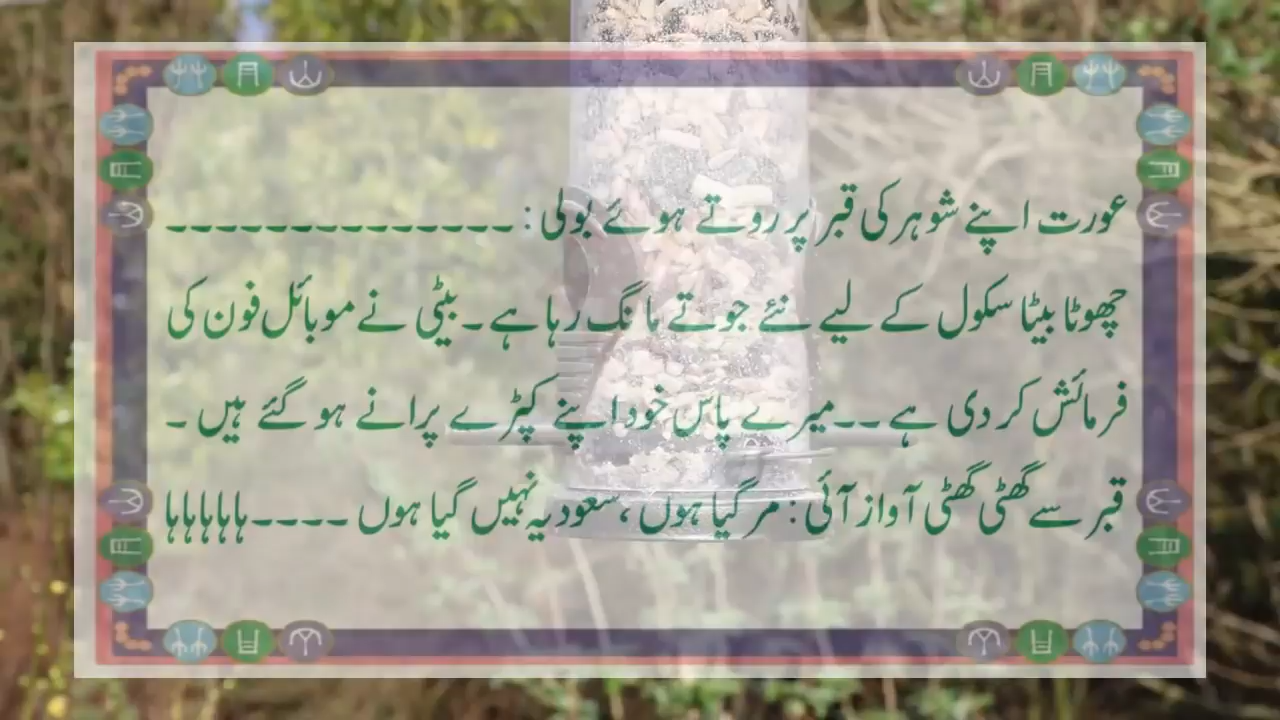 عورت اپنے شوہر کی قبر پر روتے ہوئے بولی : ۔۔۔۔۔۔۔۔۔۔۔۔۔۔
چھوٹا بیٹا سکول کے لیے نئے جوتے مانگ رہا ہے ۔ بیٹی نے موبائل فون کی
فرمائش کر دی ہے ۔۔ میرے پاس خود اپنے کپڑے پرانے ہو گئے ہیں ۔
قبر سے گھٹی گھٹی آواز آئی : مر گیا ہوں ، سعودیہ نہیں گیا ہوں ۔۔۔۔ ہاہاہاہاہا